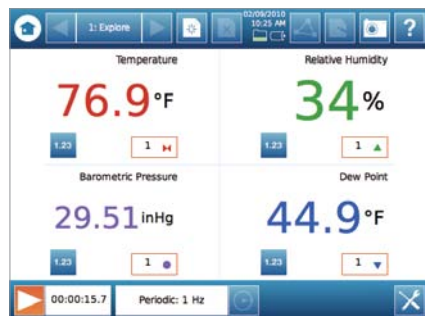 1: Explore
02/09/2010
10:25 AM
?
Temperature
Relative Humidity
76.9°F
34%
1.23
1
1.23
1
Barometric Pressure
Dew Point
29.51 inHg
44.9°F
1.23
1
1.23
1
00:00:15.7
Periodic: 1 Hz